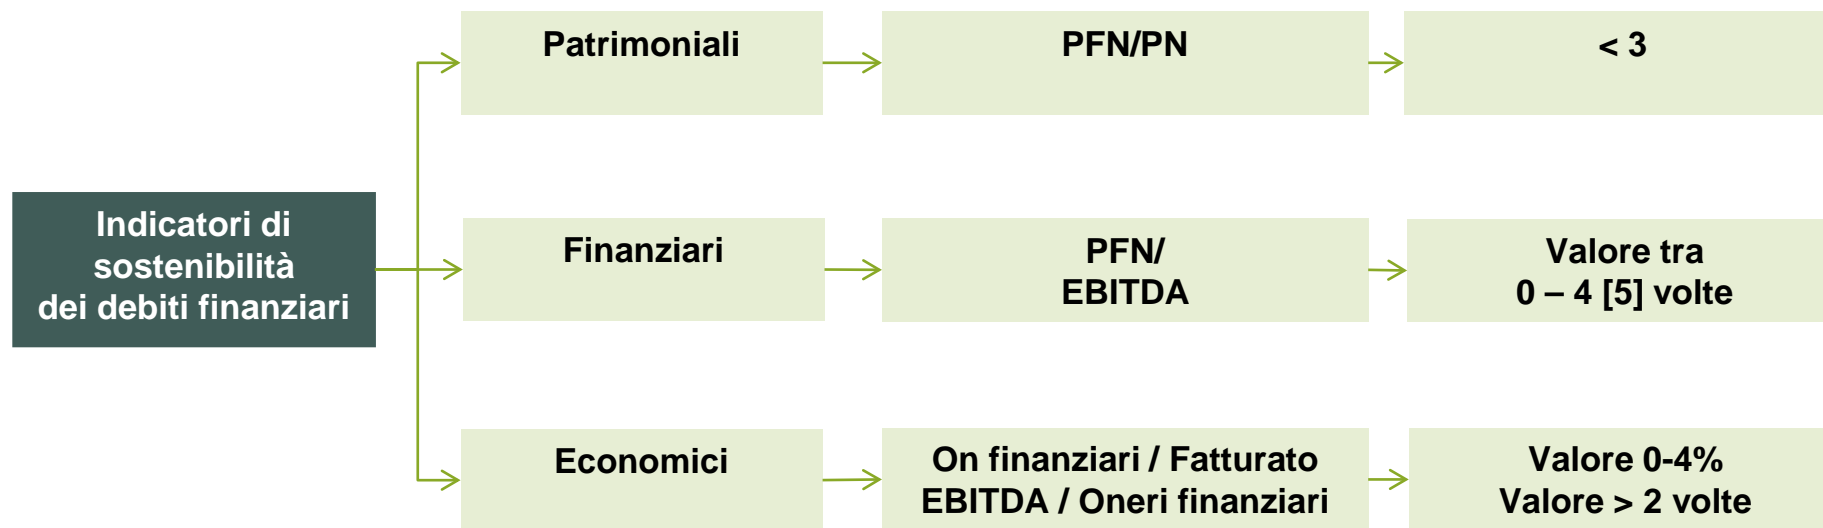 Patrimoniali
PFN/PN
< 3
Indicatori di
sostenibilità
dei debiti finanziari
Finanziari
PFN/
EBITDA
Valore tra
0 – 4 [5] volte
Economici
On finanziari / Fatturato
EBITDA / Oneri finanziari
Valore 0-4%
Valore > 2 volte